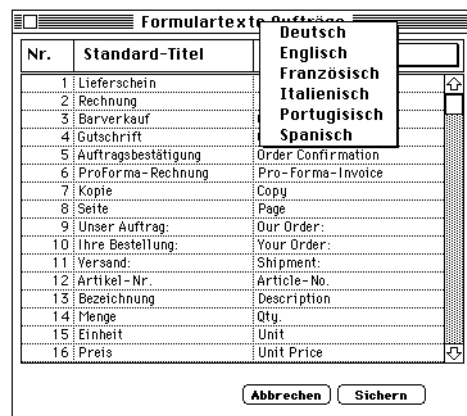 Formulartexte Aufträge
Deutsch
Englisch
Französisch
Italienisch
Portugisisch
Spanisch
Nr. Standard-Titel
1 Lieferschein
2 Rechnung
3 Barverkauf
4 Gutschrift
5 Auftragsbestätigung Order Confirmation
6 ProForma-Rechnung Pro-Forma-Invoice
7 Kopie Copy
8 Seite Page
9 Unser Auftrag: Our Order:
10 Ihre Bestellung: Your Order:
11 Versand: Shipment:
12 Artikel-Nr. Article-No.
13 Bezeichnung Description
14 Menge Qty.
15 Einheit Unit
16 Preis Unit Price
Abbrechen Sichern